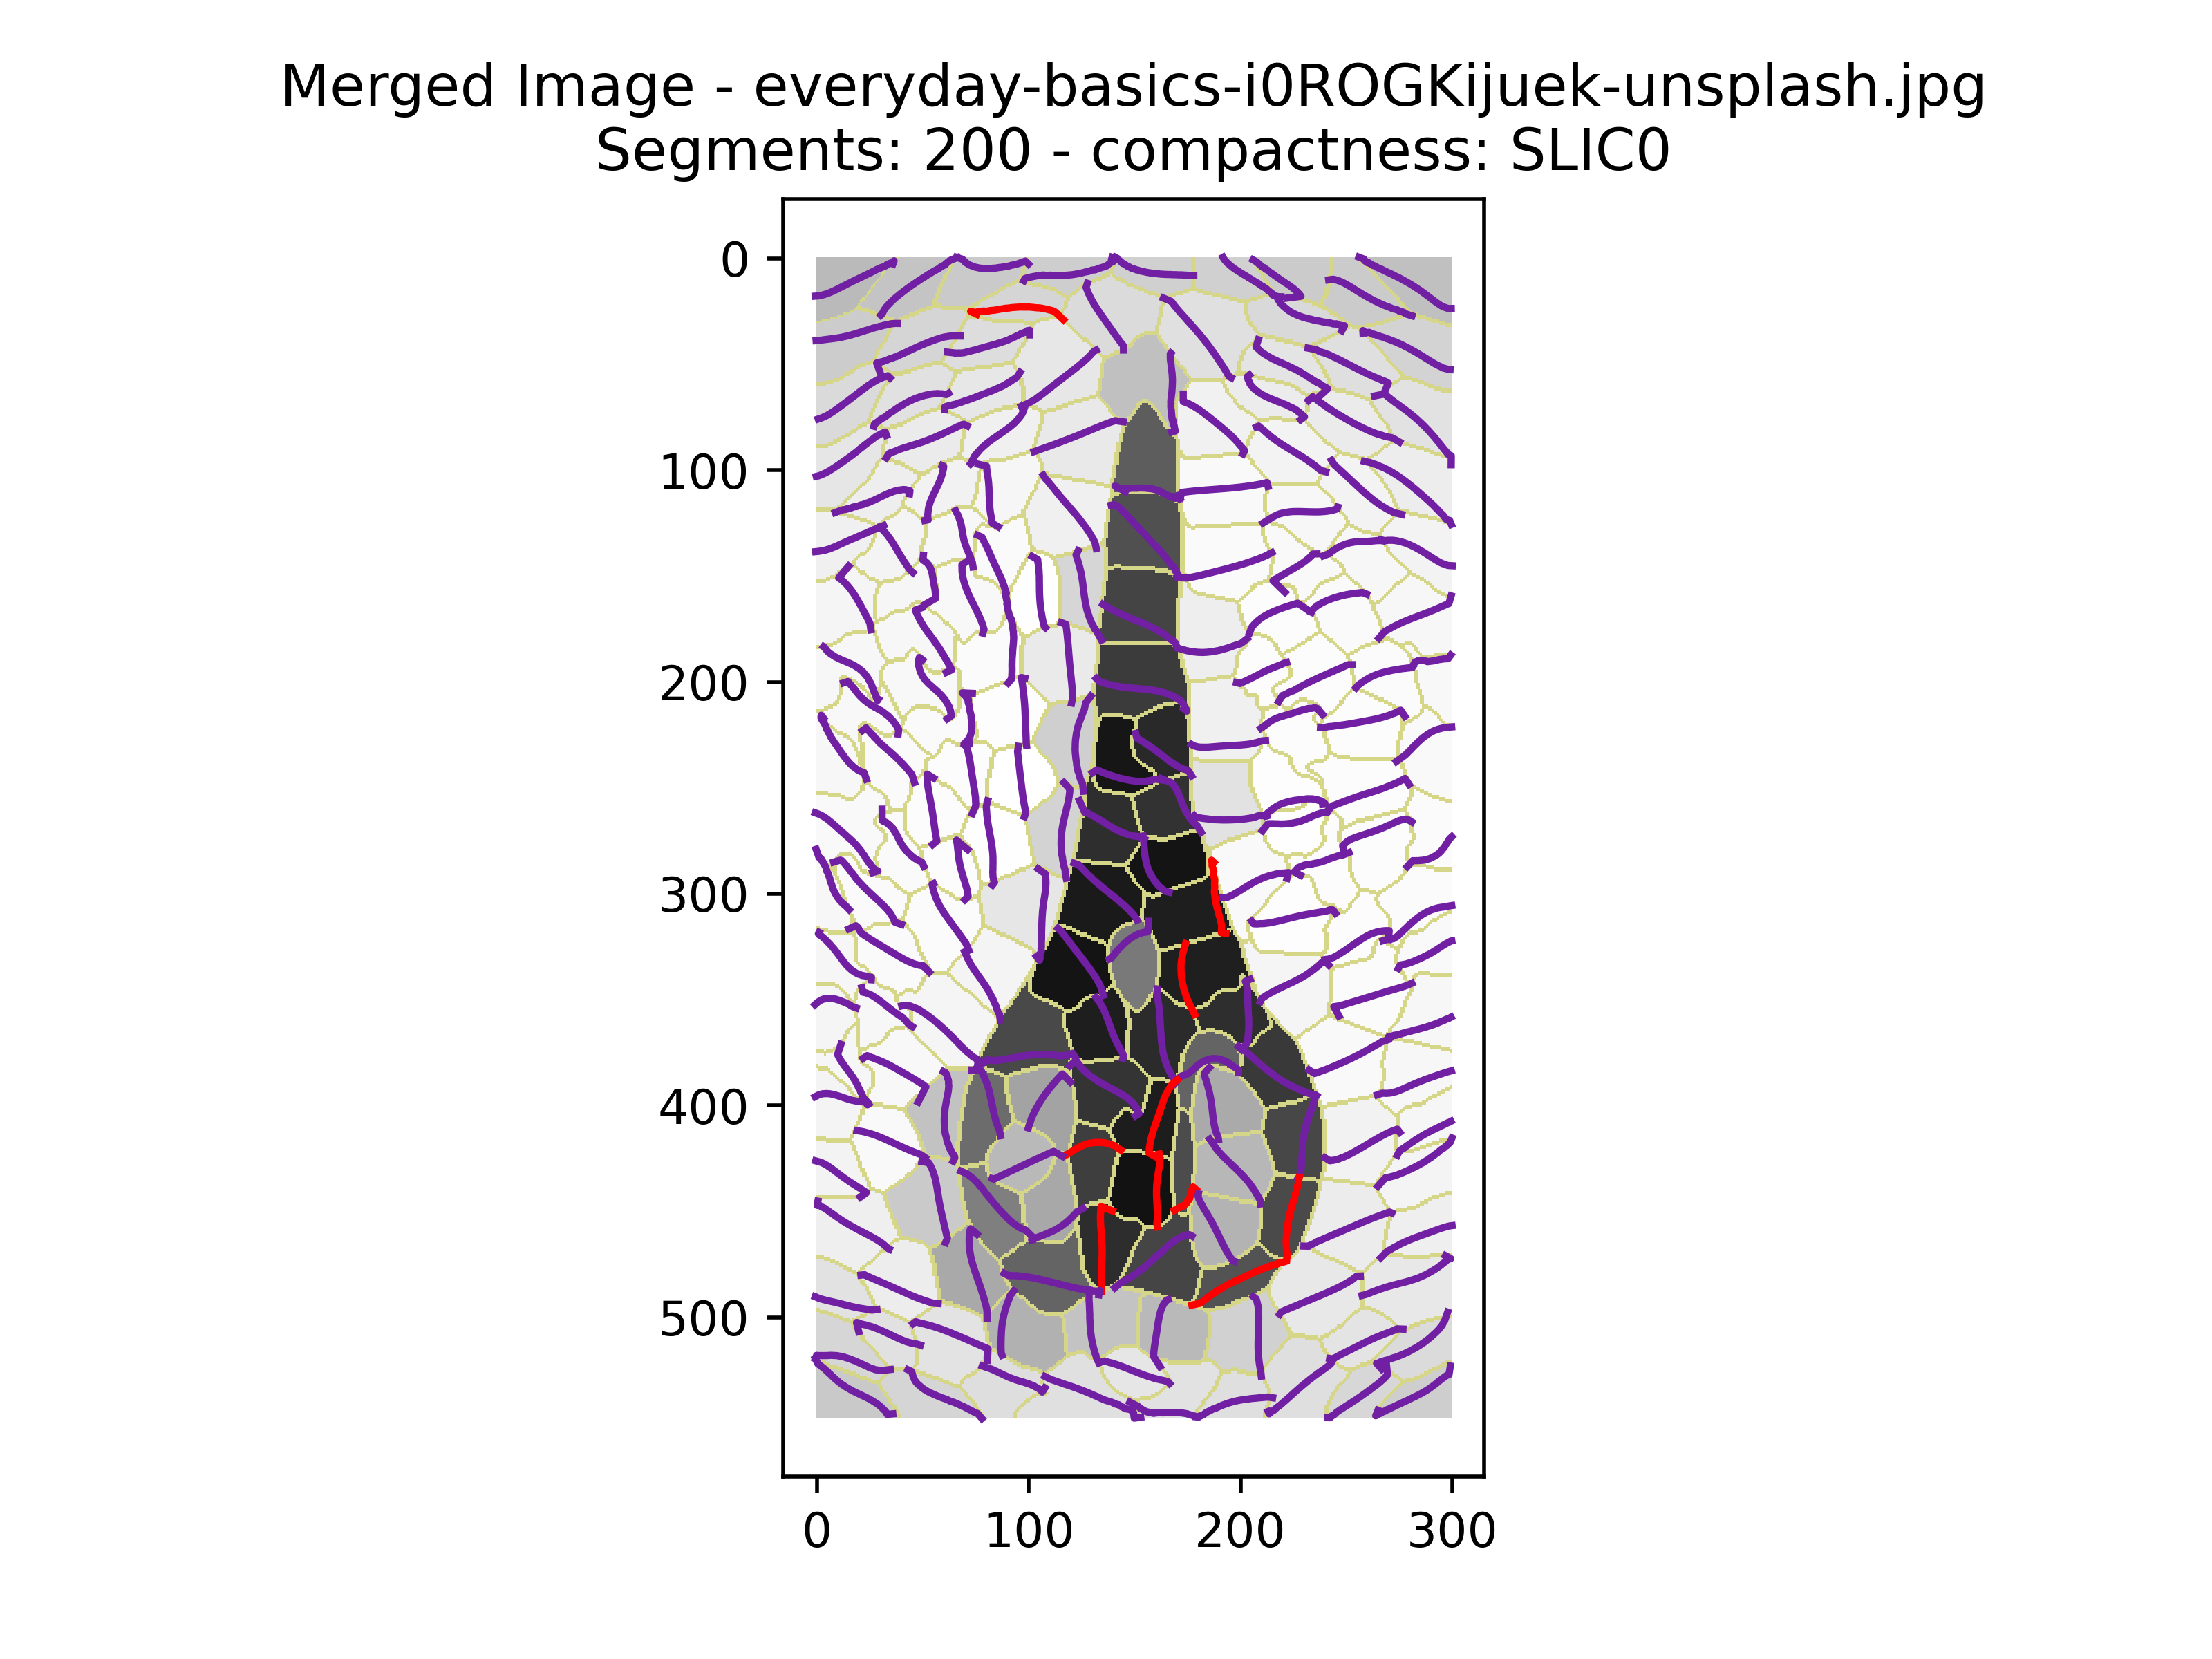 Merged Image - everyday-basics-i0ROGKijuek-unsplash.jpg
Segments: 200 - compactness: SLIC0
0
100
200
300
400
500
0 100 200 300